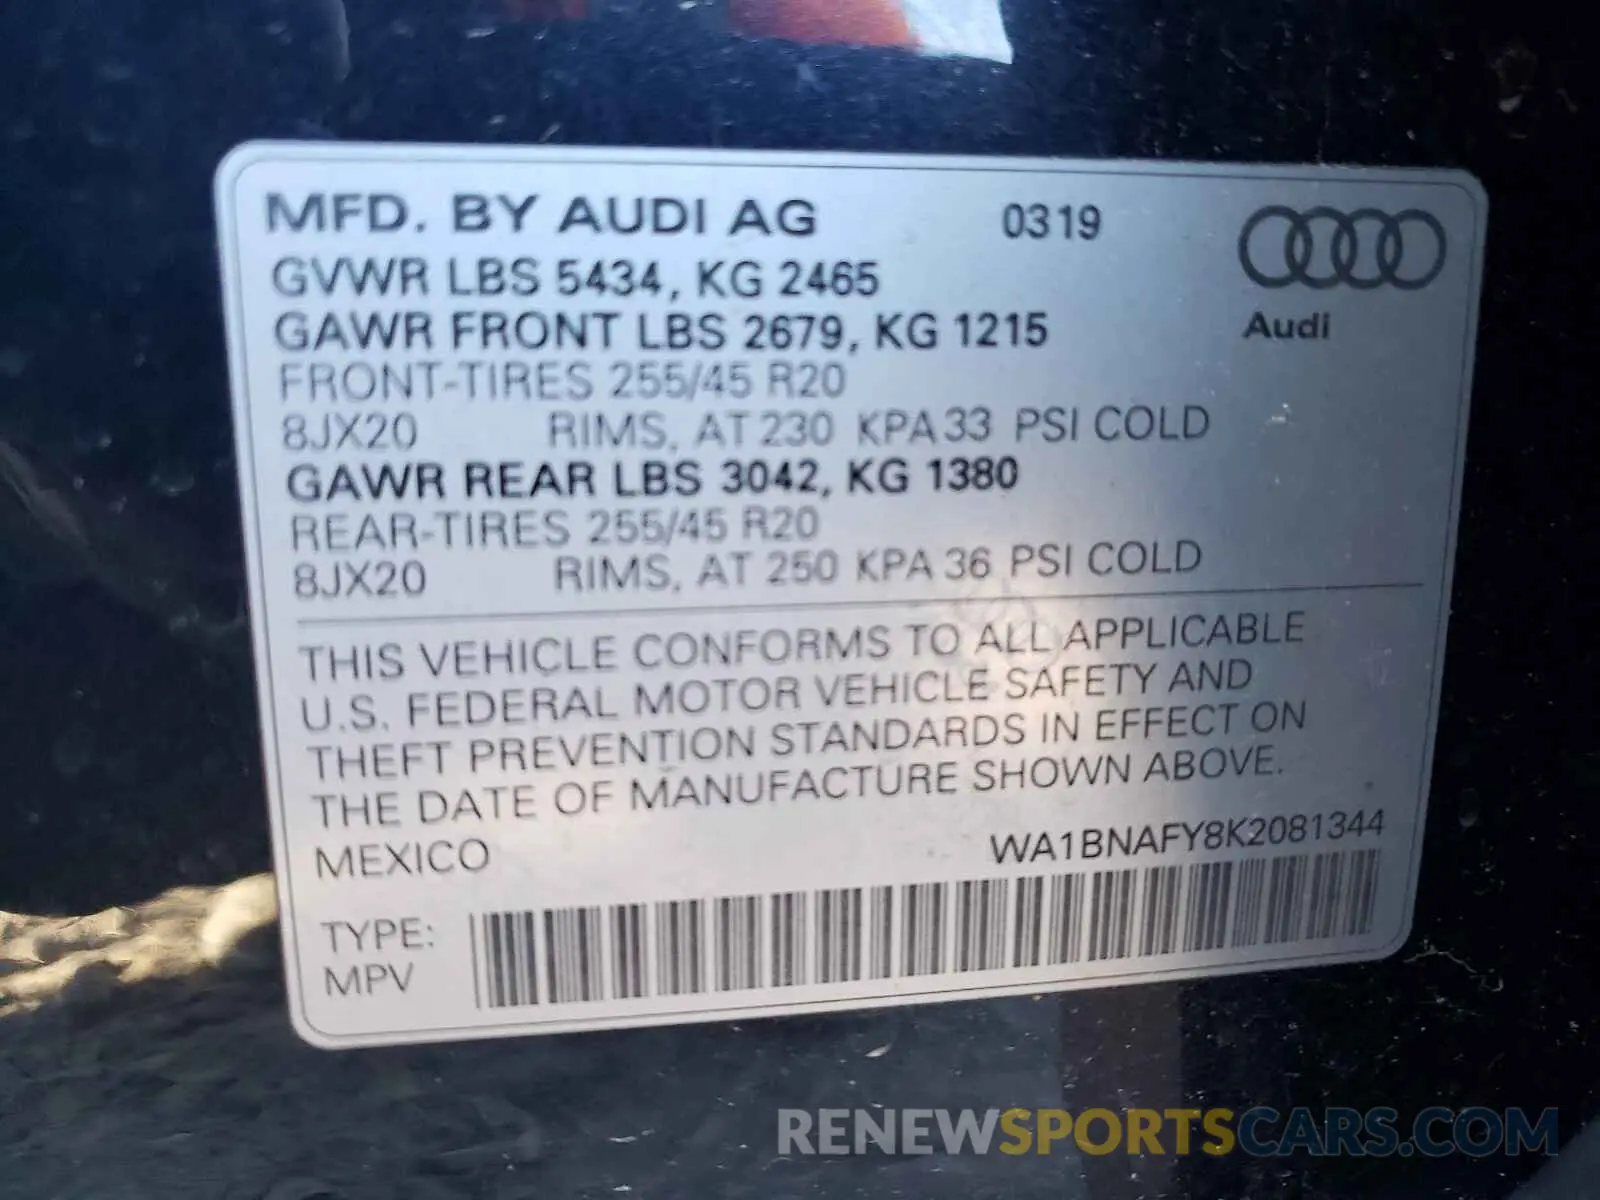 MFD. BY AUDI AG 0319
GVWR LBS 5434, KG 2465
GAWR FRONT LBS 2679, KG 1215
Audi
FRONT-TIRES 255/45 R20
8JX20 RIMS, AT 230 KPA 33 PSI COLD
GAWR REAR LBS 3042, KG 1380
REAR-TIRES 255/45 R20
8JX20 RIMS, AT 250 KPA 36 PSI COLD
THIS VEHICLE CONFORMS TO ALL APPLICABLE
U.S. FEDERAL MOTOR VEHICLE SAFETY AND
THEFT PREVENTION STANDARDS IN EFFECT ON
THE DATE OF MANUFACTURE SHOWN ABOVE.
MEXICO WA1BNAFY8K2081344
TYPE:
MPV
RENEWSPORTSCARS.COM